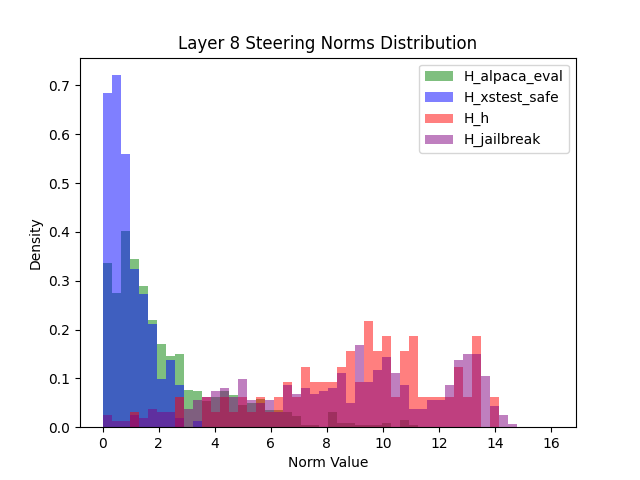 Layer 8 Steering Norms Distribution
H_alpaca_eval
H_xstest_safe
H_h
H_jailbreak
Density
0.7
0.6
0.5
0.4
0.3
0.2
0.1
0.0
0 2 4 6 8 10 12 14 16
Norm Value